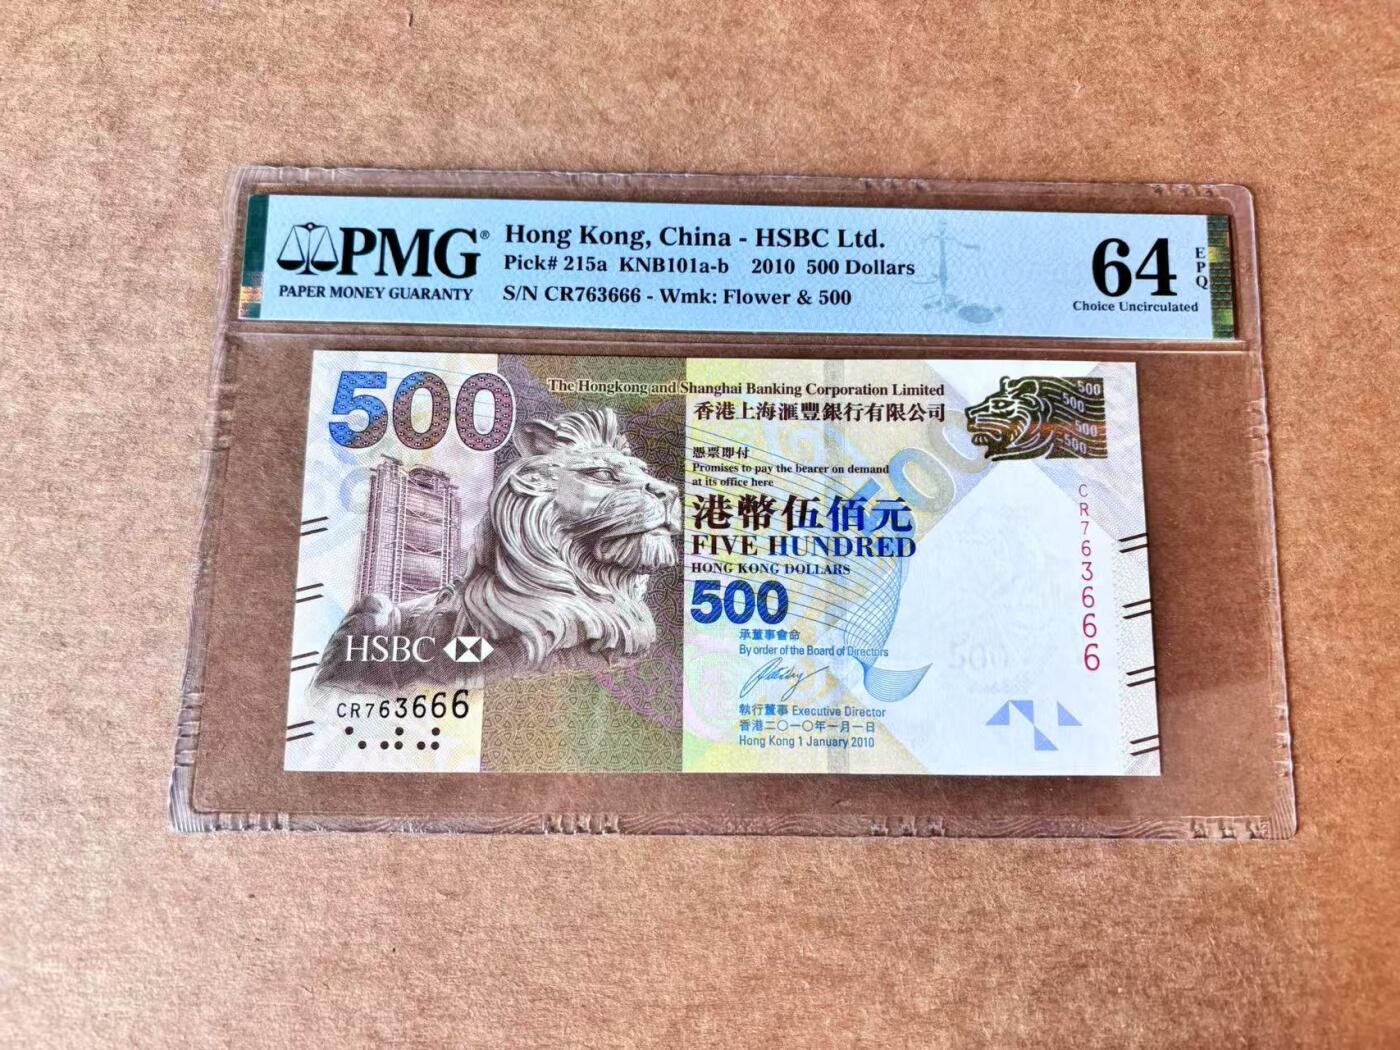 PMG®
PAPER MONEY GUARANTY
Hong Kong, China - HSBC Ltd.
Pick# 215a KNB101a-b 2010 500 Dollars
S/N CR763666 - Wmk: Flower & 500
64
EPQ
Choice Uncirculated
500
The Hongkong and Shanghai Banking Corporation Limited
香港上海滙豐銀行有限公司
500
500
500
500
憑票即付
Promises to pay the bearer on demand
at its office here
港幣伍佰元
FIVE HUNDRED
HONG KONG DOLLARS
500
500
CR763666
承董事會命
By order of the Board of Directors
HSBC
執行董事 Executive Director
香港二〇一〇年一月一日
Hong Kong 1 January 2010
CR763666